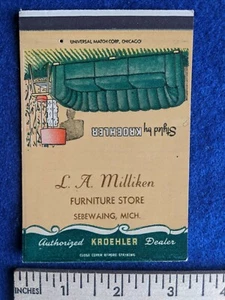 UNIVERSAL MATCH CORP., CHICAGO
Styled by KROEHLER
L. A. Milliken
FURNITURE STORE
SEBEWAING, MICH.
Authorized KROEHLER Dealer
CLOSE COVER BEFORE STRIKING
INCHES 1 2 3